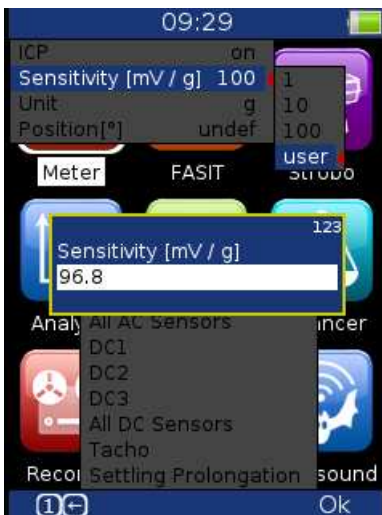 09:29
ICP on
Sensitivity [mV / g] 100
Unit g
Position[°] undef
1
10
100
user
Meter FASIT Strobo
123
Sensitivity [mV / g]
96.8
Analy
ncer
All AC Sensors
DC1
DC2
DC3
All DC Sensors
Tacho
Settling Prolongation
Recor
sound
1
Ok